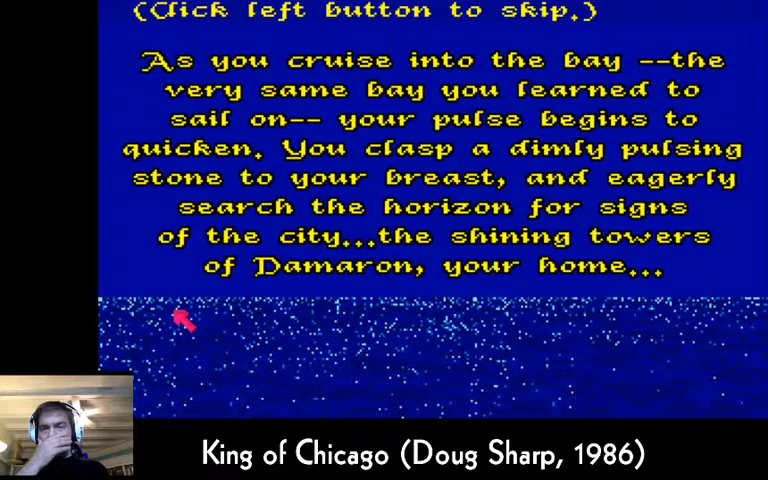 (Click left button to skip.)
As you cruise into the bay --the
very same bay you learned to
sail on-- your pulse begins to
quicken. You clasp a dimly pulsing
stone to your breast, and eagerly
search the horizon for signs
of the city...the shining towers
of Damaron, your home...
King of Chicago (Doug Sharp, 1986)